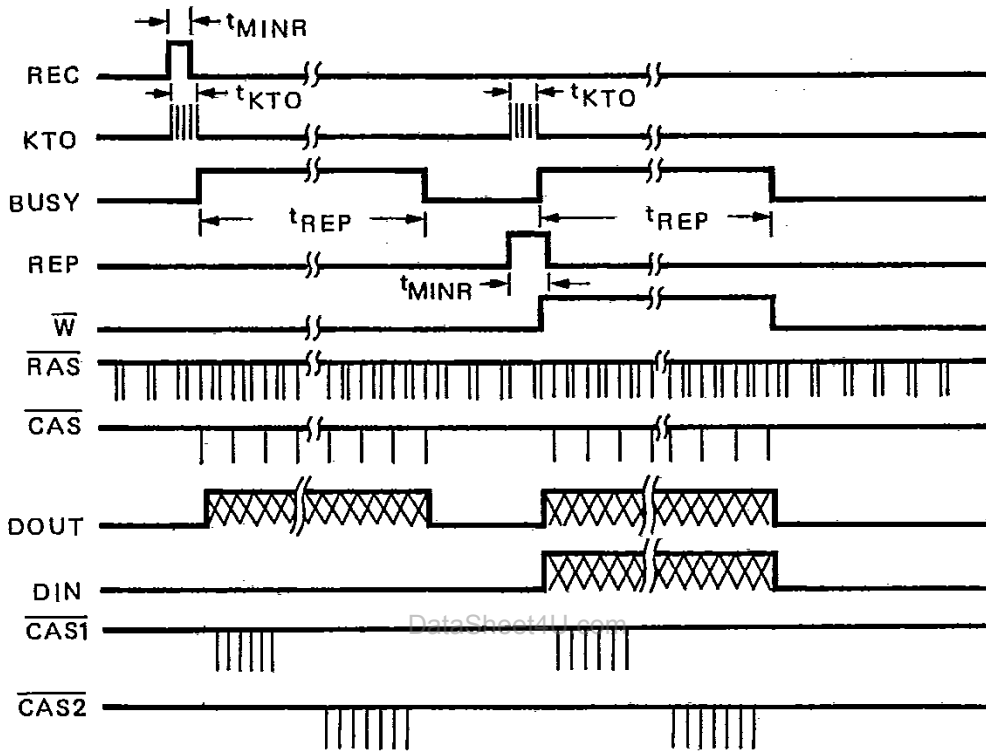 tMINR
REC
tKTO tKTO
KTO
BUSY
tREP tREP
REP
tMINR
W
RAS
CAS
DOUT
DIN
DataSheet4U.com
CAS1
CAS2